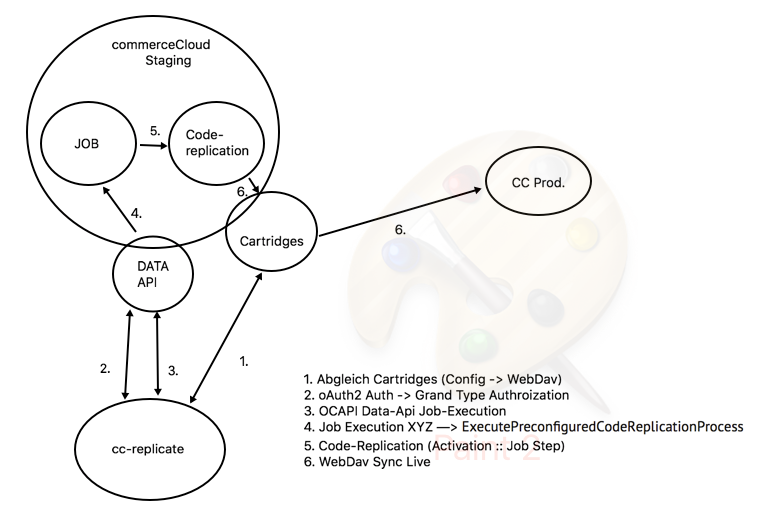 commerceCloud
Staging
JOB
5.
Code-
replication
6.
CC Prod.
4.
Cartridges
6.
DATA
API
2.
3.
1.
cc-replicate
1. Abgleich Cartridges (Config -> WebDav)
2. oAuth2 Auth -> Grand Type Authroization
3. OCAPI Data-Api Job-Execution
4. Job Execution XYZ —> ExecutePreconfiguredCodeReplicationProcess
5. Code-Replication (Activation :: Job Step)
6. WebDav Sync Live
Paint 2